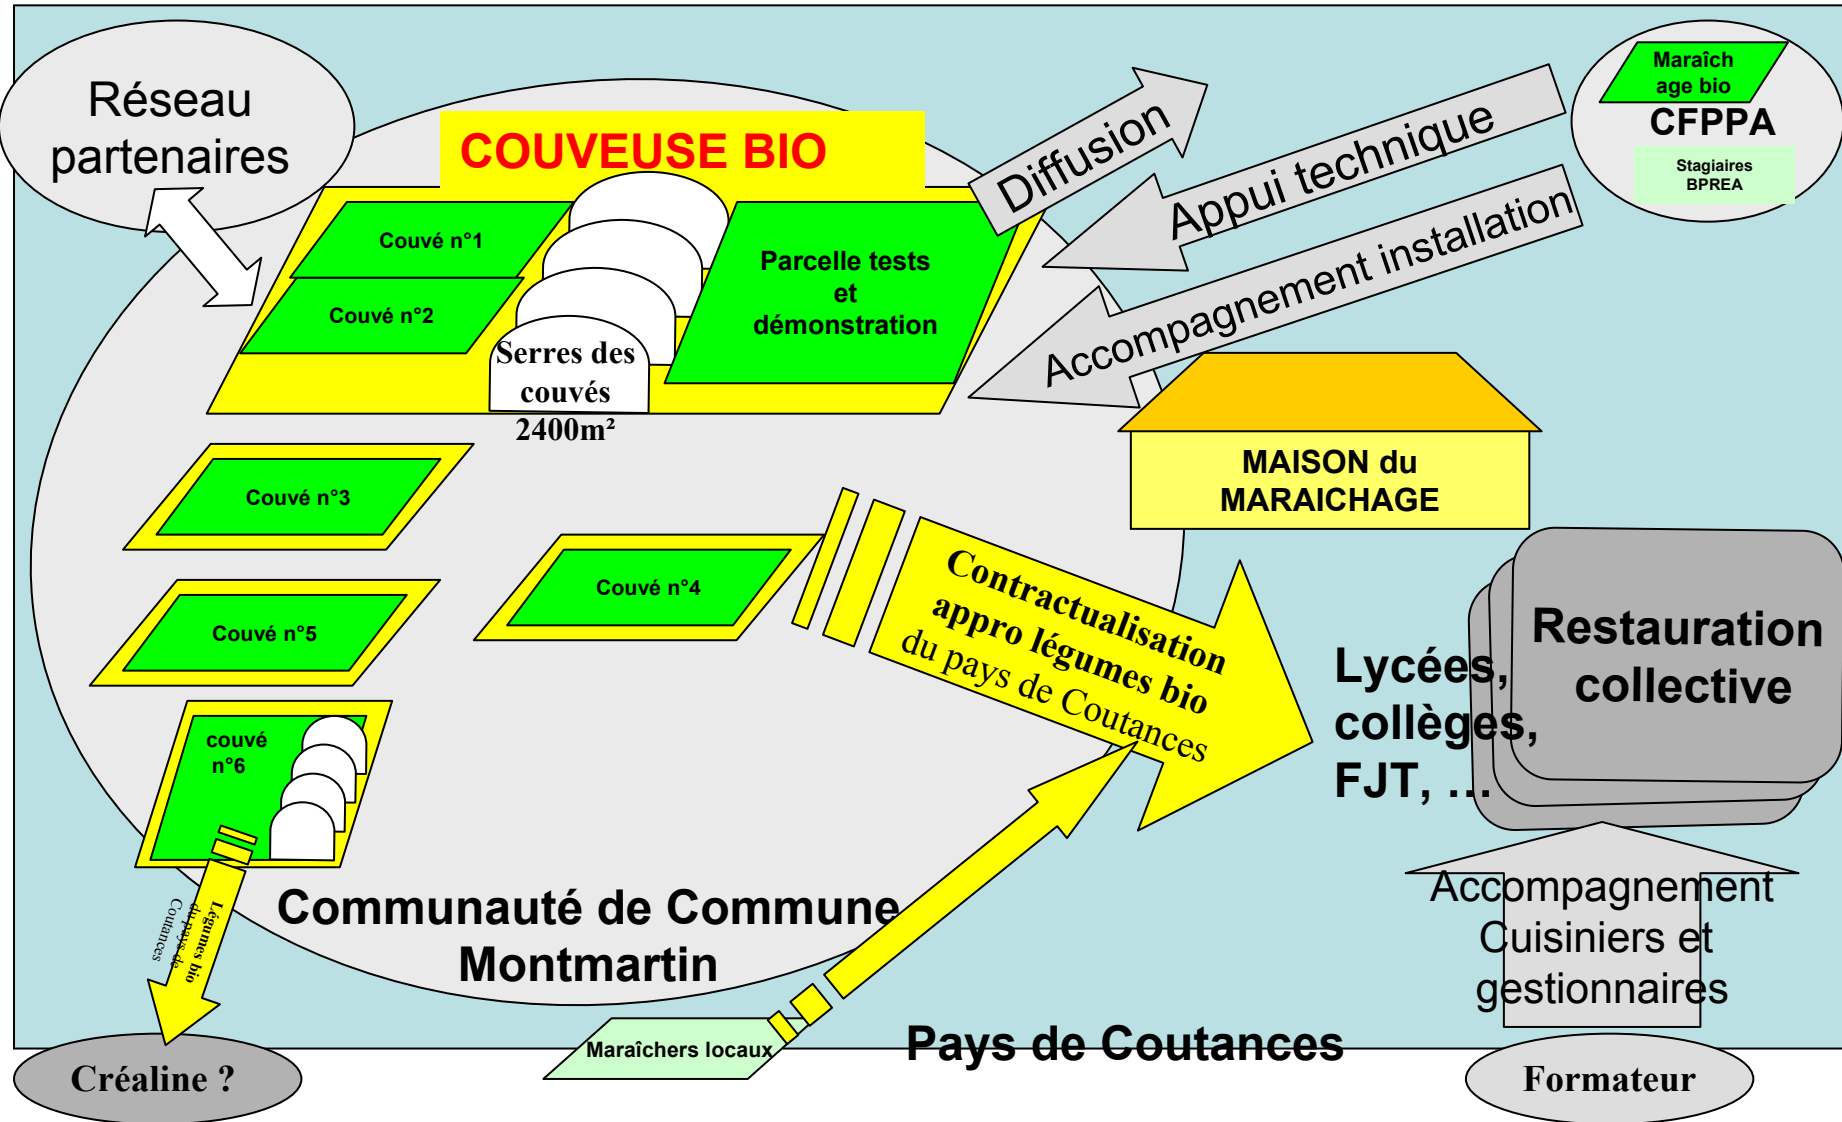 Réseau
partenaires
COUVEUSE BIO
Couvé n°1
Couvé n°2
Serres des
couvés
2400m²
Parcelle tests
et
démonstration
Diffusion
Appui technique
Accompagnement installation
Maraîch
age bio
CFPPA
Stagiaires
BPREA
MAISON du
MARAICHAGE
Couvé n°3
Couvé n°4
Couvé n°5
couvé
n°6
Contractualisation
appro légumes bio
du pays de Coutances
Lycées,
collèges,
FJT, ...
Restauration
collective
Légumes bio
du pays de
Coutances
Communauté de Commune
Montmartin
Accompagnement
Cuisiniers et
gestionnaires
Maraîchers locaux
Pays de Coutances
Créaline ?
Formateur